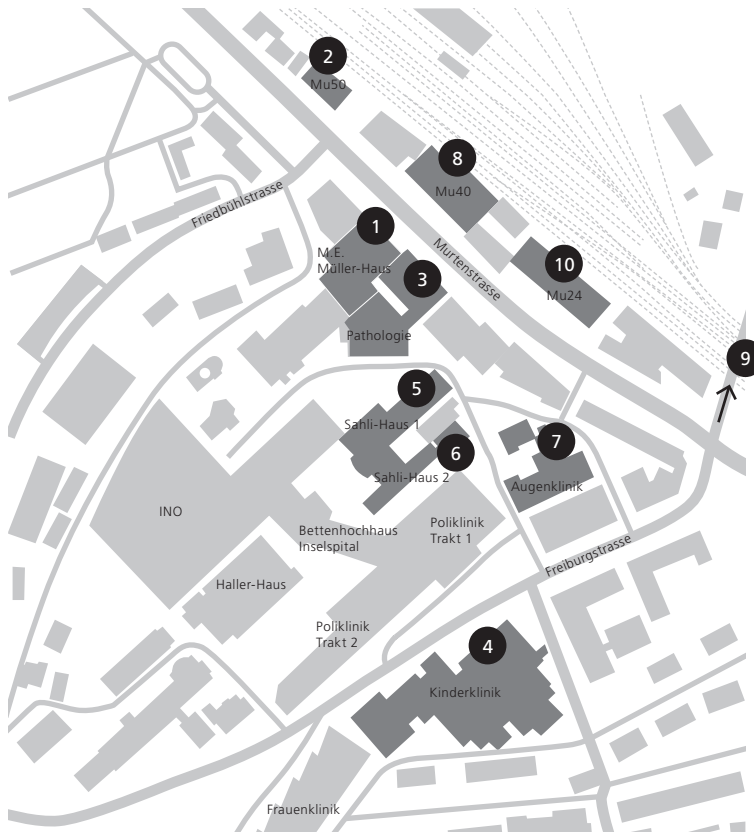 2
Mu50
8
Mu40
Friedbühlstrasse
1
M.E.
Müller-Haus
Murtenstrasse
3
10
Mu24
Pathologie
9
5
Sahli-Haus 1
7
6
Sahli-Haus 2
Augenklinik
INO
Bettenhochhaus
Inselspital
Poliklinik
Trakt 1
Freiburgstrasse
Haller-Haus
Poliklinik
Trakt 2
4
Kinderklinik
Frauenklinik